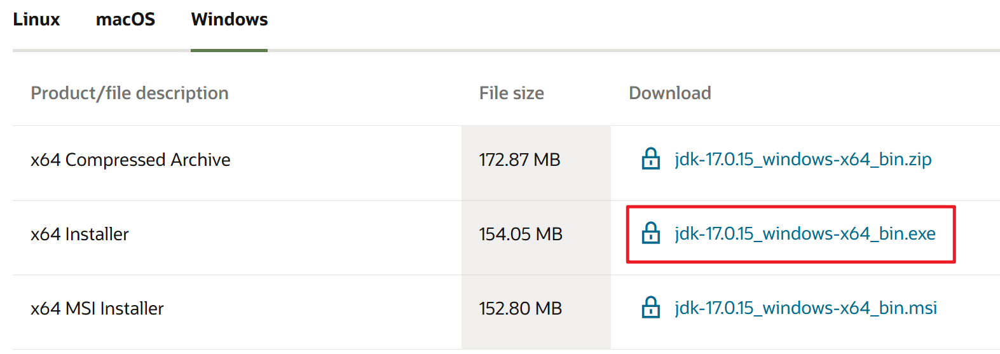 Linux macOS Windows
Product/file description File size Download
x64 Compressed Archive 172.87 MB jdk-17.0.15_windows-x64_bin.zip
x64 Installer 154.05 MB jdk-17.0.15_windows-x64_bin.exe
x64 MSI Installer 152.80 MB jdk-17.0.15_windows-x64_bin.msi